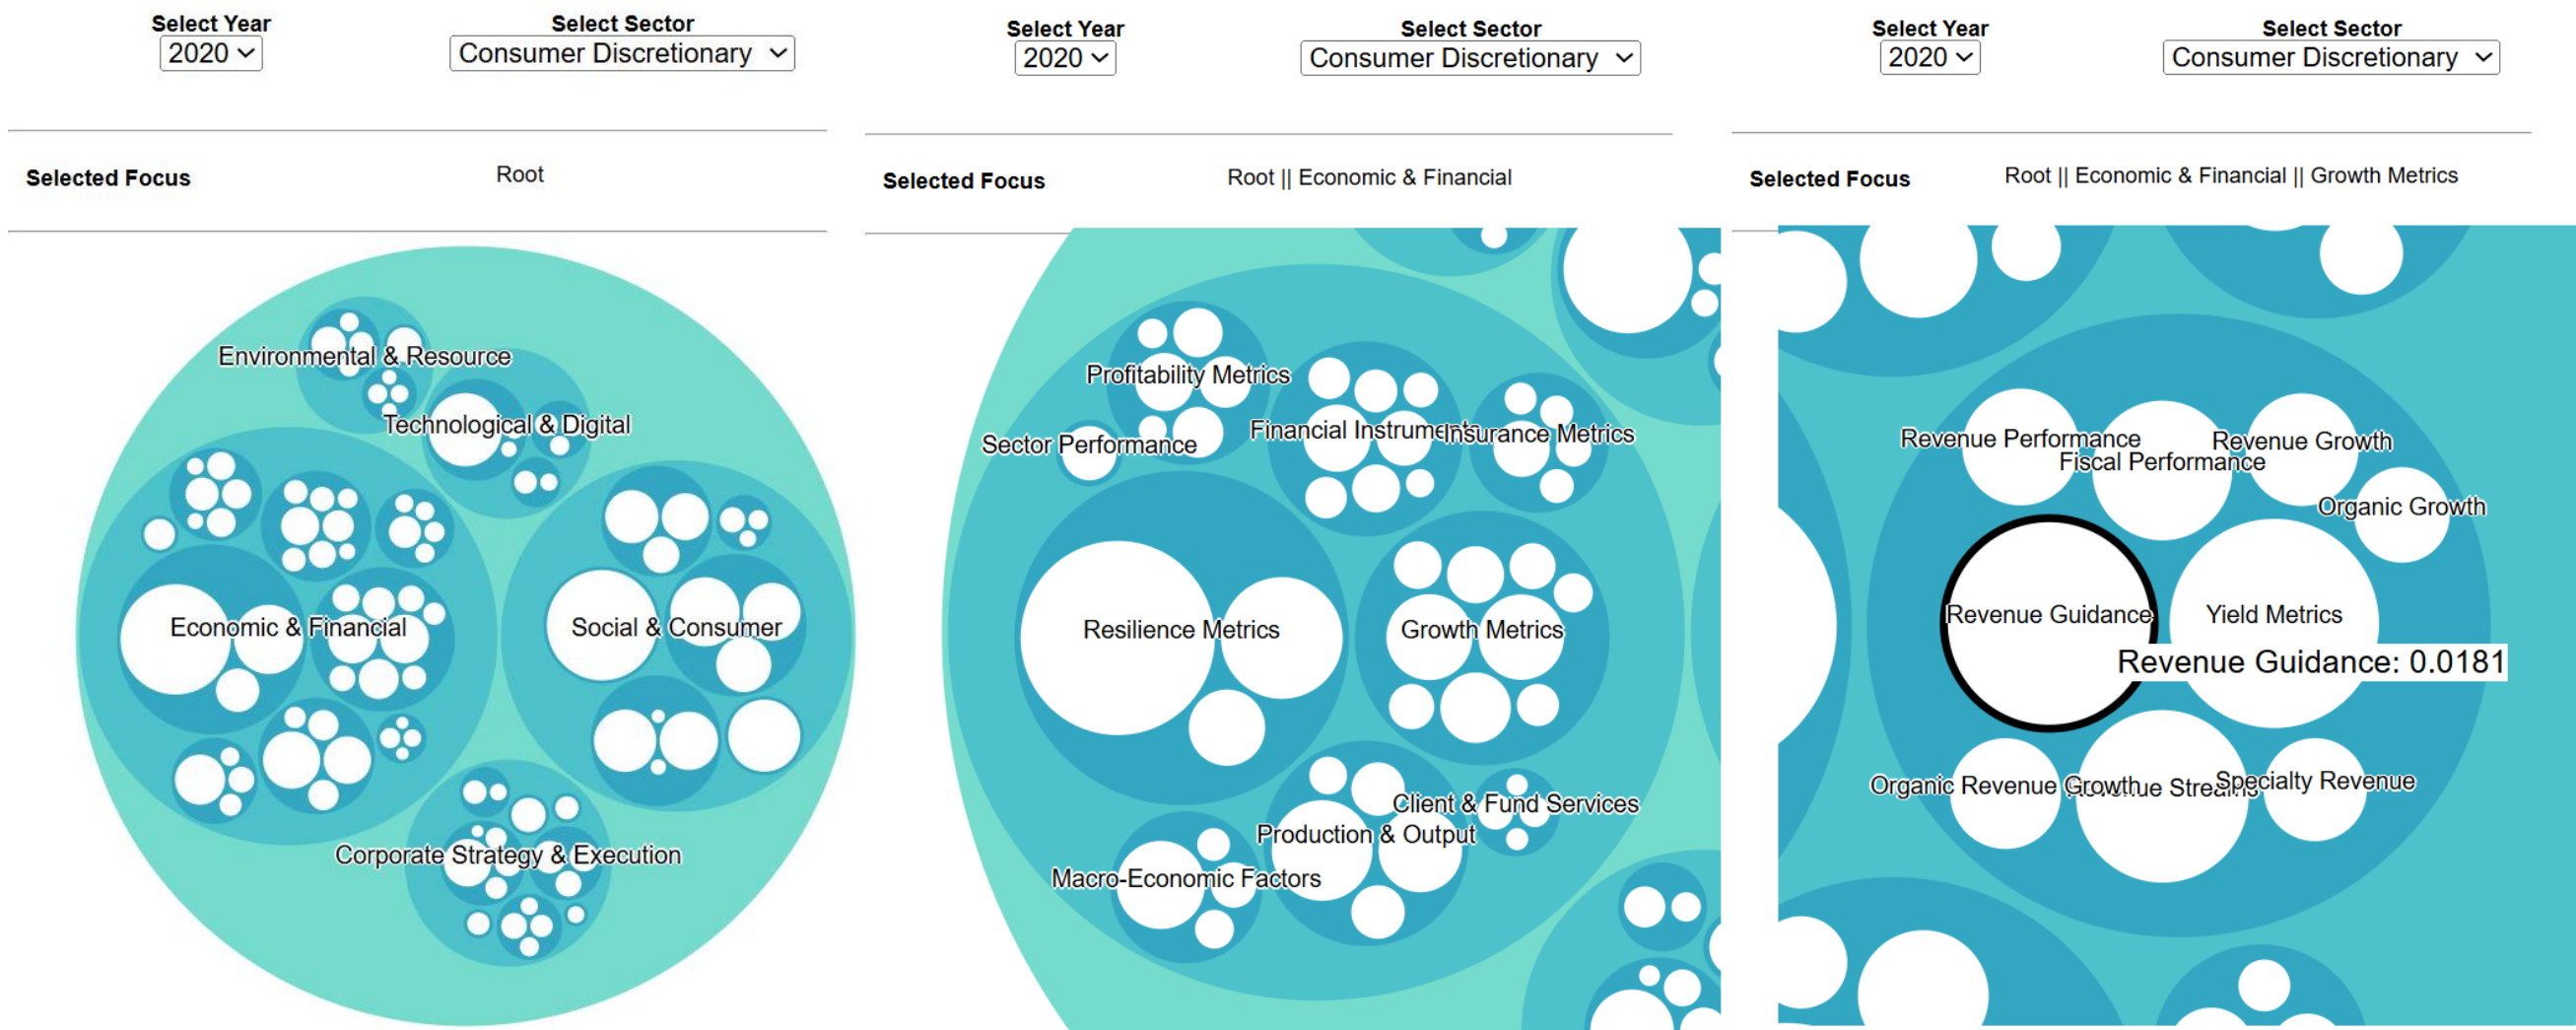 Select Year
2020
Select Sector
Consumer Discretionary
Selected Focus
Root
Environmental & Resource
Technological & Digital
Economic & Financial
Social & Consumer
Corporate Strategy & Execution
Select Year
2020
Select Sector
Consumer Discretionary
Selected Focus
Root || Economic & Financial
Profitability Metrics
Sector Performance
Financial Instruments
Insurance Metrics
Resilience Metrics
Growth Metrics
Client & Fund Services
Production & Output
Macro-Economic Factors
Select Year
2020
Select Sector
Consumer Discretionary
Selected Focus
Root || Economic & Financial || Growth Metrics
Revenue Performance
Fiscal Performance
Revenue Growth
Organic Growth
Revenue Guidance
Yield Metrics
Revenue Guidance: 0.0181
Organic Revenue Growth
Specialty Revenue